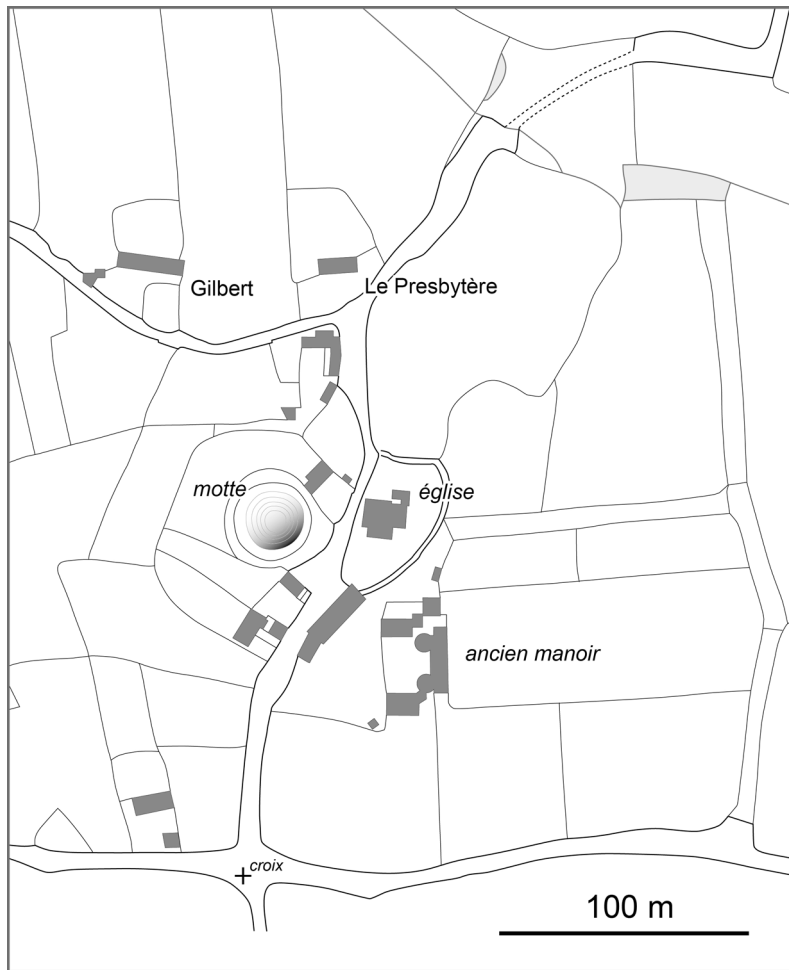 Gilbert
Le Presbytère
motte
église
ancien manoir
croix
100 m